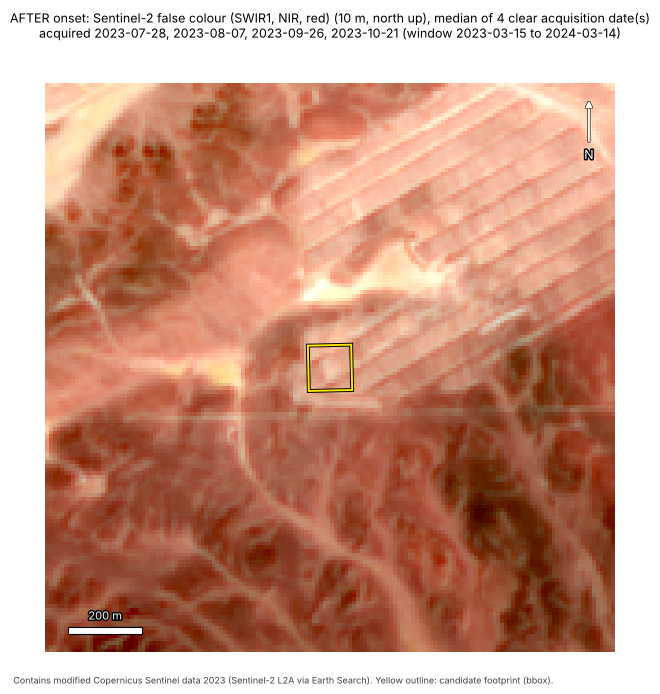 AFTER onset: Sentinel-2 false colour (SWIR1, NIR, red) (10 m, north up), median of 4 clear acquisition date(s)
acquired 2023-07-28, 2023-08-07, 2023-09-26, 2023-10-21 (window 2023-03-15 to 2024-03-14)
N
200 m
Contains modified Copernicus Sentinel data 2023 (Sentinel-2 L2A via Earth Search). Yellow outline: candidate footprint (bbox).